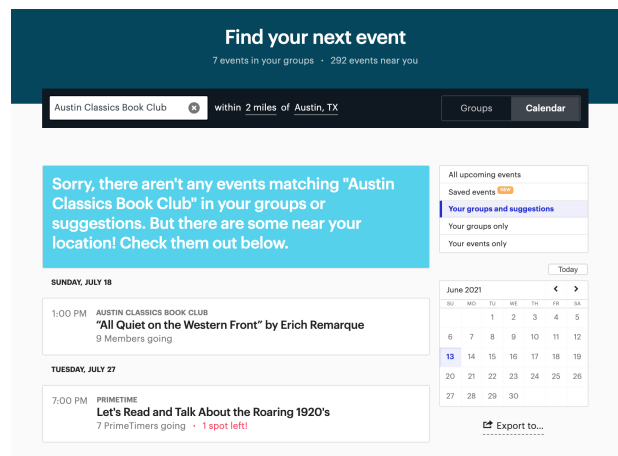 Find your next event
7 events in your groups • 292 events near you
Austin Classics Book Club within 2 miles of Austin, TX Groups Calendar
Sorry, there aren't any events matching "Austin
Classics Book Club" in your groups or
suggestions. But there are some near your
location! Check them out below.
SUNDAY, JULY 18
1:00 PM AUSTIN CLASSICS BOOK CLUB
“All Quiet on the Western Front” by Erich Remarque
9 Members going
TUESDAY, JULY 27
7:00 PM PRIMETIME
Let's Read and Talk About the Roaring 1920's
7 PrimeTimers going • 1 spot left!
All upcoming events
Saved events NEW
Your groups and suggestions
Your groups only
Your events only
Today
June 2021
SU MO TU WE TH FR SA
1 2 3 4 5
6 7 8 9 10 11 12
13 14 15 16 17 18 19
20 21 22 23 24 25 26
27 28 29 30
Export to...